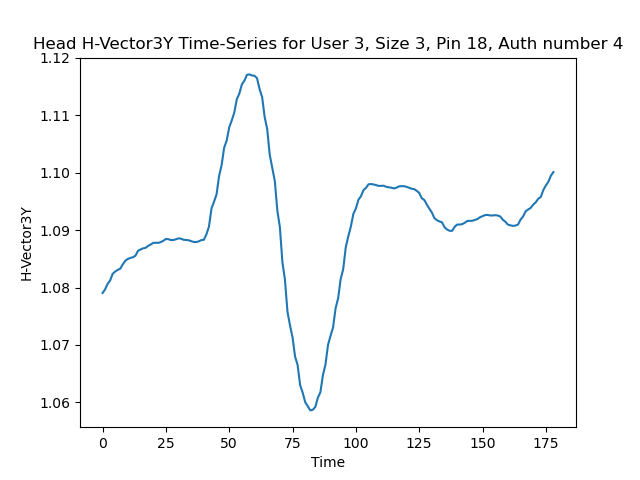 Head H-Vector3Y Time-Series for User 3, Size 3, Pin 18, Auth number 4
1.12
1.11
1.10
1.09
1.08
1.07
1.06
H-Vector3Y
0 25 50 75 100 125 150 175
Time